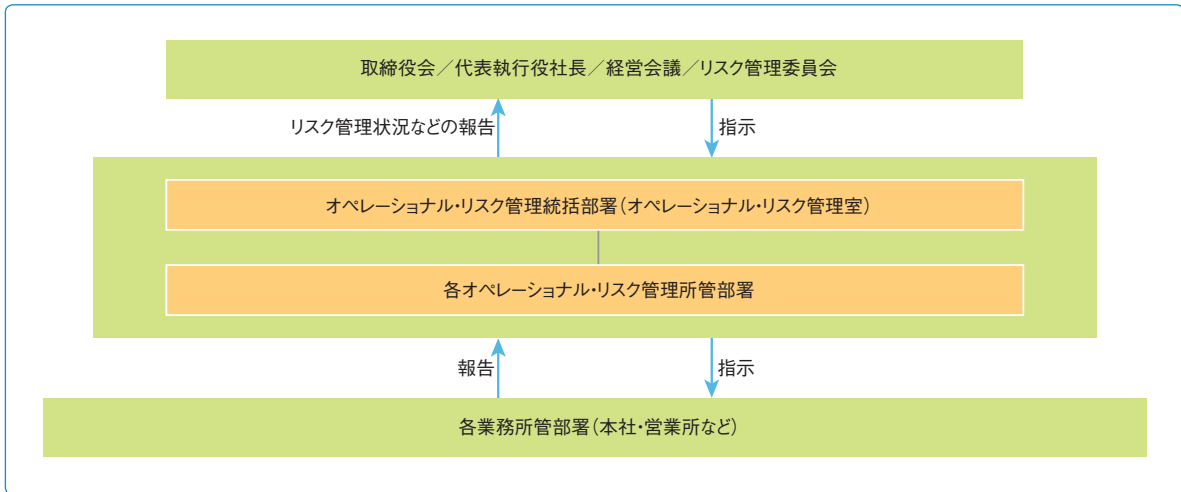 取締役会／代表執行役社長／経営会議／リスク管理委員会
リスク管理状況などの報告
指示
オペレーショナル・リスク管理統括部署（オペレーショナル・リスク管理室）
各オペレーショナル・リスク管理所管部署
報告
指示
各業務所管部署（本社・営業所など）